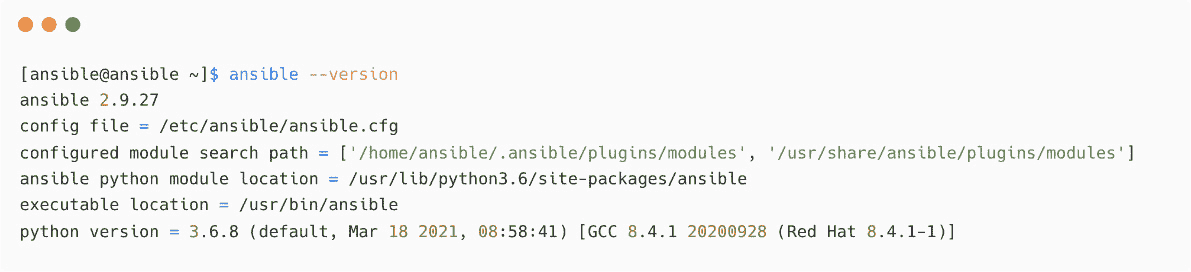 [ansible@ansible ~]$ ansible --version
ansible 2.9.27
config file = /etc/ansible/ansible.cfg
configured module search path = ['/home/ansible/.ansible/plugins/modules', '/usr/share/ansible/plugins/modules']
ansible python module location = /usr/lib/python3.6/site-packages/ansible
executable location = /usr/bin/ansible
python version = 3.6.8 (default, Mar 18 2021, 08:58:41) [GCC 8.4.1 20200928 (Red Hat 8.4.1-1)]